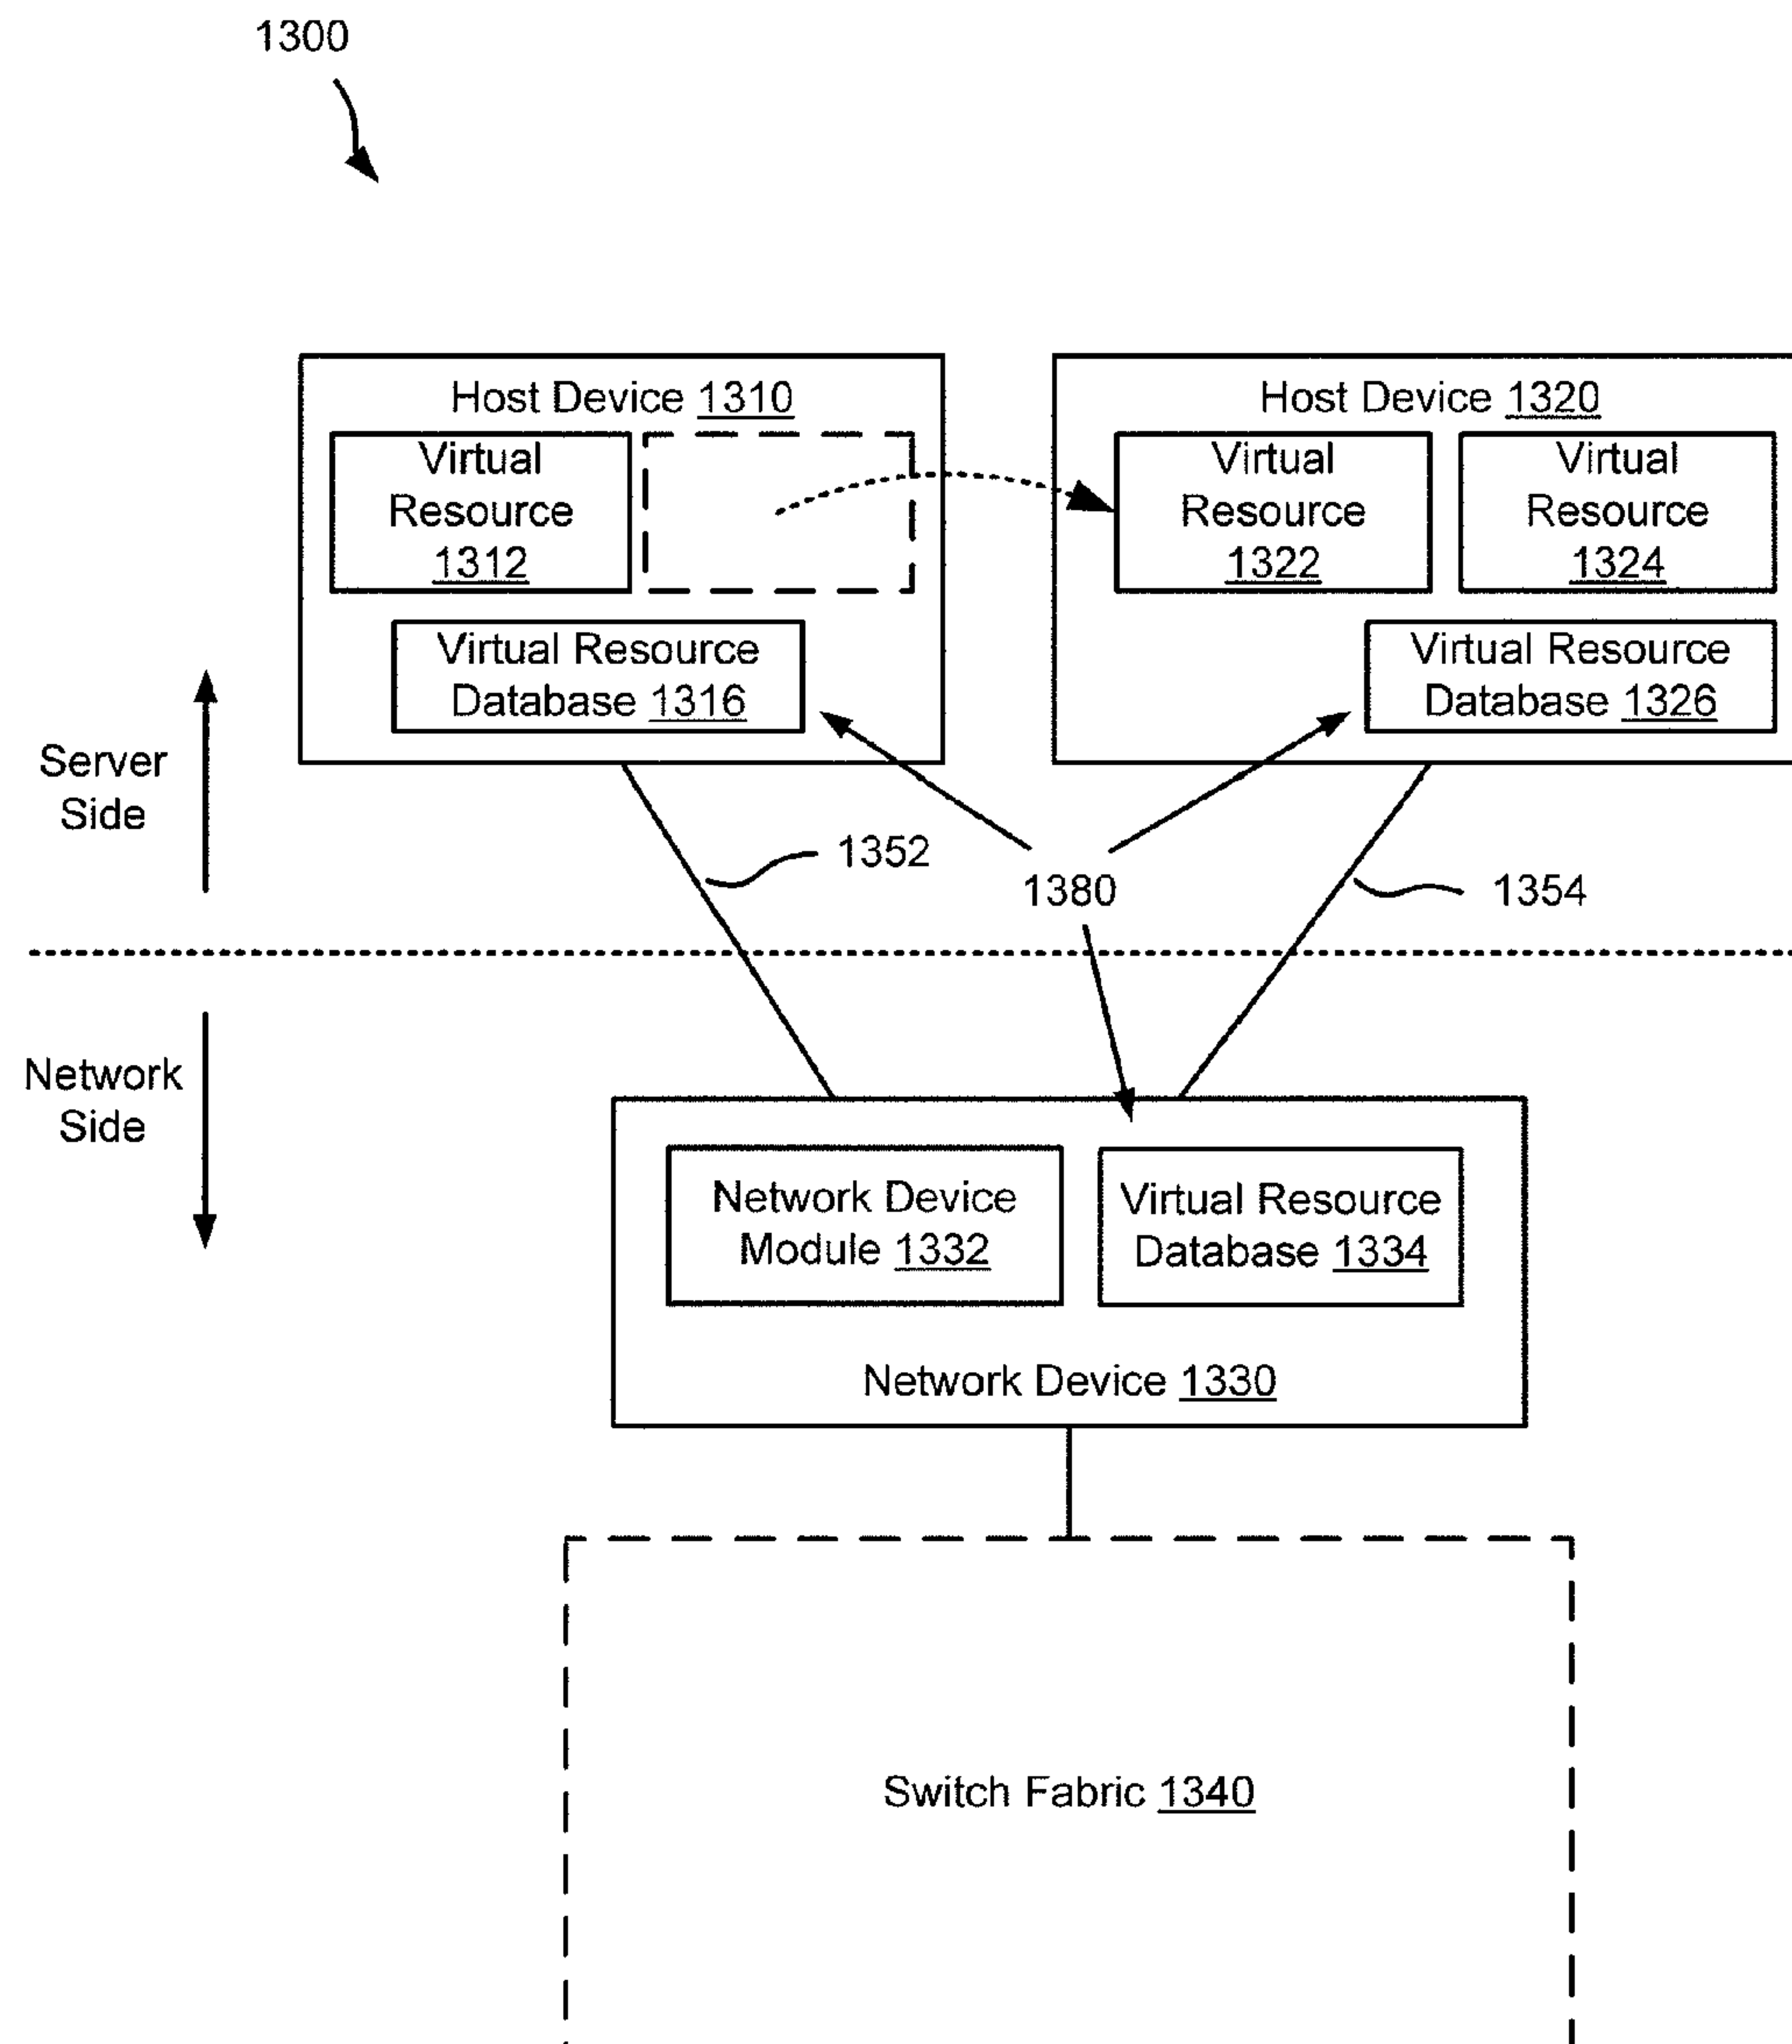 1300
Host Device 1310
Virtual
Resource
1312
Virtual Resource
Database 1316
Host Device 1320
Virtual
Resource
1322
Virtual
Resource
1324
Virtual Resource
Database 1326
Server
Side
1352
1380
1354
Network
Side
Network Device
Module 1332
Virtual Resource
Database 1334
Network Device 1330
Switch Fabric 1340